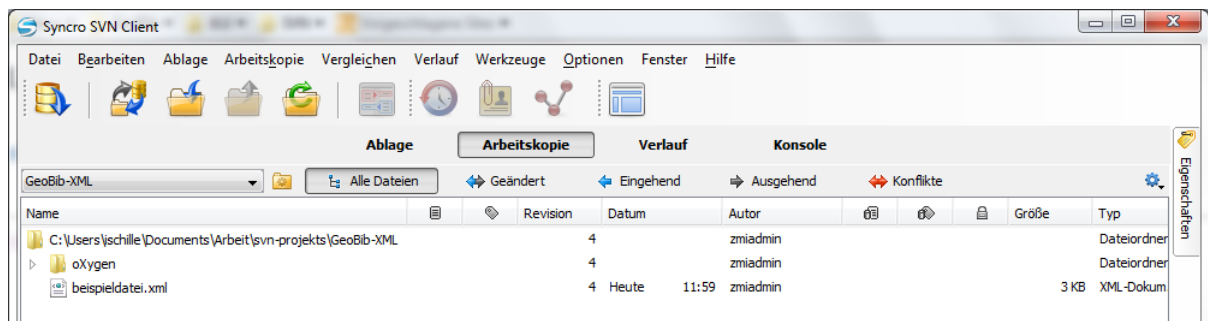 Syncro SVN Client
Datei Bearbeiten Ablage Arbeitskopie Vergleichen Verlauf Werkzeuge Optionen Fenster Hilfe
Ablage Arbeitskopie Verlauf Konsole
GeoBib-XML Alle Dateien Geändert Eingehend Ausgehend Konflikte
Name Revision Datum Autor Größe Typ
C:\Users\ischille\Documents\Arbeit\svn-projekts\GeoBib-XML 4 zmiadmin Dateiordner
oXygen 4 zmiadmin Dateiordner
beispieldatei.xml 4 Heute 11:59 zmiadmin 3 KB XML-Dokum
Eigenschaften